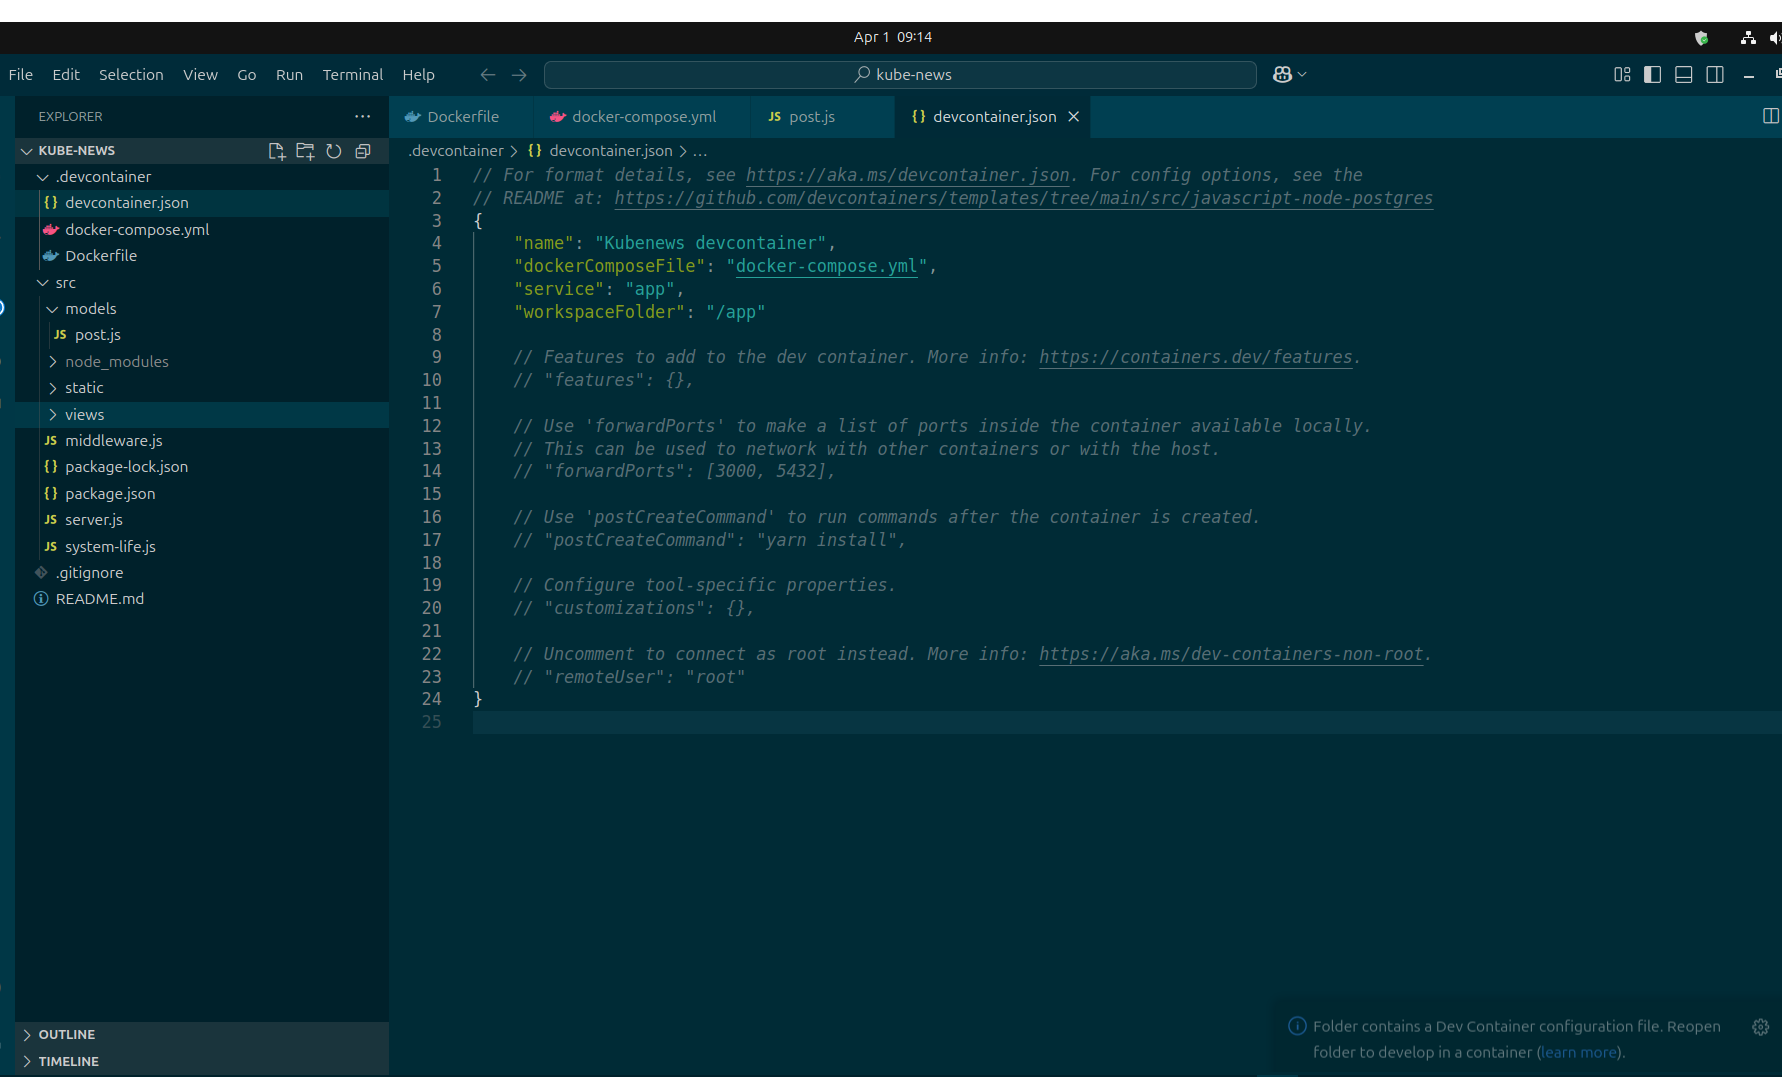 Apr 1 09:14
File Edit Selection View Go Run Terminal Help
kube-news
EXPLORER
Dockerfile
docker-compose.yml
JS post.js
{} devcontainer.json
KUBE-NEWS
.devcontainer > {} devcontainer.json > ...
.devcontainer
{} devcontainer.json
docker-compose.yml
Dockerfile
src
models
JS post.js
node_modules
static
views
JS middleware.js
{} package-lock.json
{} package.json
JS server.js
JS system-life.js
.gitignore
README.md
OUTLINE
TIMELINE
1 // For format details, see https://aka.ms/devcontainer.json. For config options, see the
2 // README at: https://github.com/devcontainers/templates/tree/main/src/javascript-node-postgres
3 {
4 "name": "Kubenews devcontainer",
5 "dockerComposeFile": "docker-compose.yml",
6 "service": "app",
7 "workspaceFolder": "/app"
8
9 // Features to add to the dev container. More info: https://containers.dev/features.
10 // "features": {},
11
12 // Use 'forwardPorts' to make a list of ports inside the container available locally.
13 // This can be used to network with other containers or with the host.
14 // "forwardPorts": [3000, 5432],
15
16 // Use 'postCreateCommand' to run commands after the container is created.
17 // "postCreateCommand": "yarn install",
18
19 // Configure tool-specific properties.
20 // "customizations": {},
21
22 // Uncomment to connect as root instead. More info: https://aka.ms/dev-containers-non-root.
23 // "remoteUser": "root"
24 }
25
Folder contains a Dev Container configuration file. Reopen
folder to develop in a container (learn more).